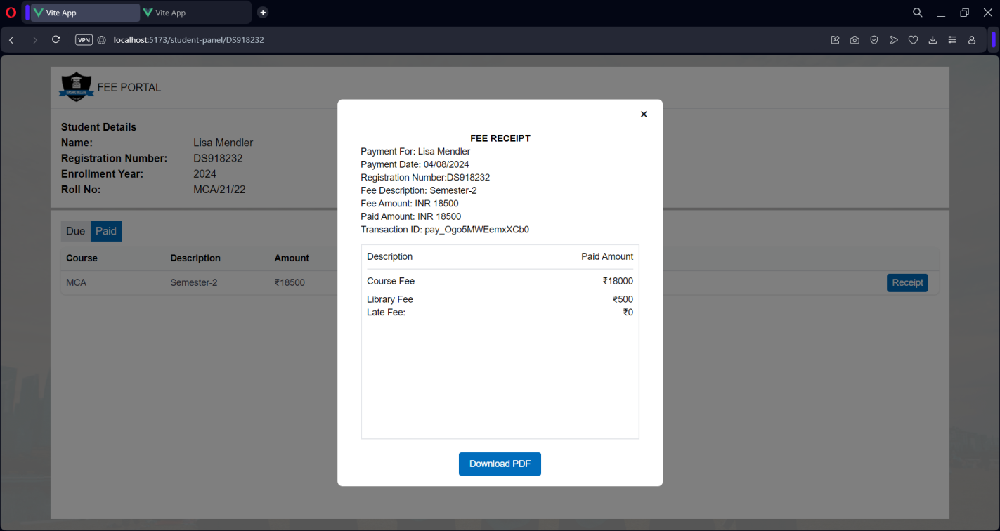 Vite App
Vite App
VPN
localhost:5173/student-panel/DS918232
FEE PORTAL
Student Details
Name: Lisa Mendler
Registration Number: DS918232
Enrollment Year: 2024
Roll No: MCA/21/22
Due Paid
Course Description Amount
MCA Semester-2 ₹18500 Receipt
FEE RECEIPT
Payment For: Lisa Mendler
Payment Date: 04/08/2024
Registration Number:DS918232
Fee Description: Semester-2
Fee Amount: INR 18500
Paid Amount: INR 18500
Transaction ID: pay_Ogo5MWEemxXCb0
Description Paid Amount
Course Fee ₹18000
Library Fee ₹500
Late Fee: ₹0
Download PDF